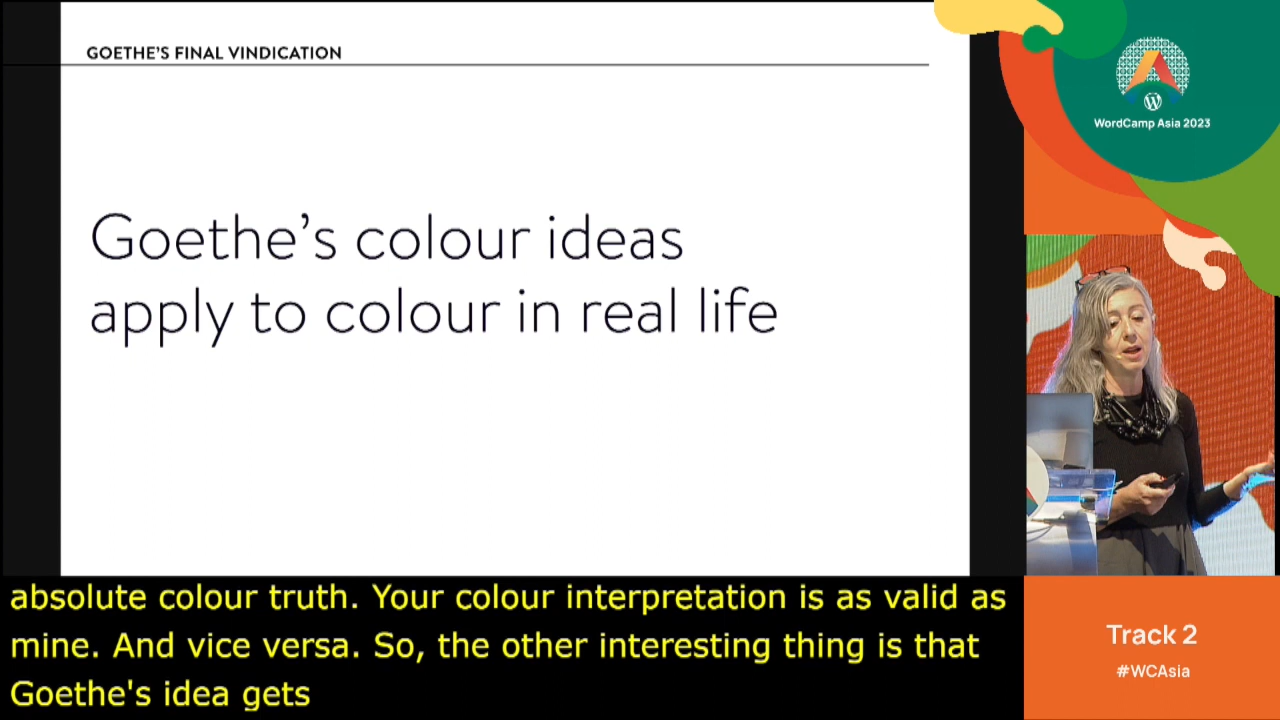 GOETHE'S FINAL VINDICATION
Goethe's colour ideas
apply to colour in real life
WordCamp Asia 2023
absolute colour truth. Your colour interpretation is as valid as
mine. And vice versa. So, the other interesting thing is that
Goethe's idea gets
Track 2
#WCAsia